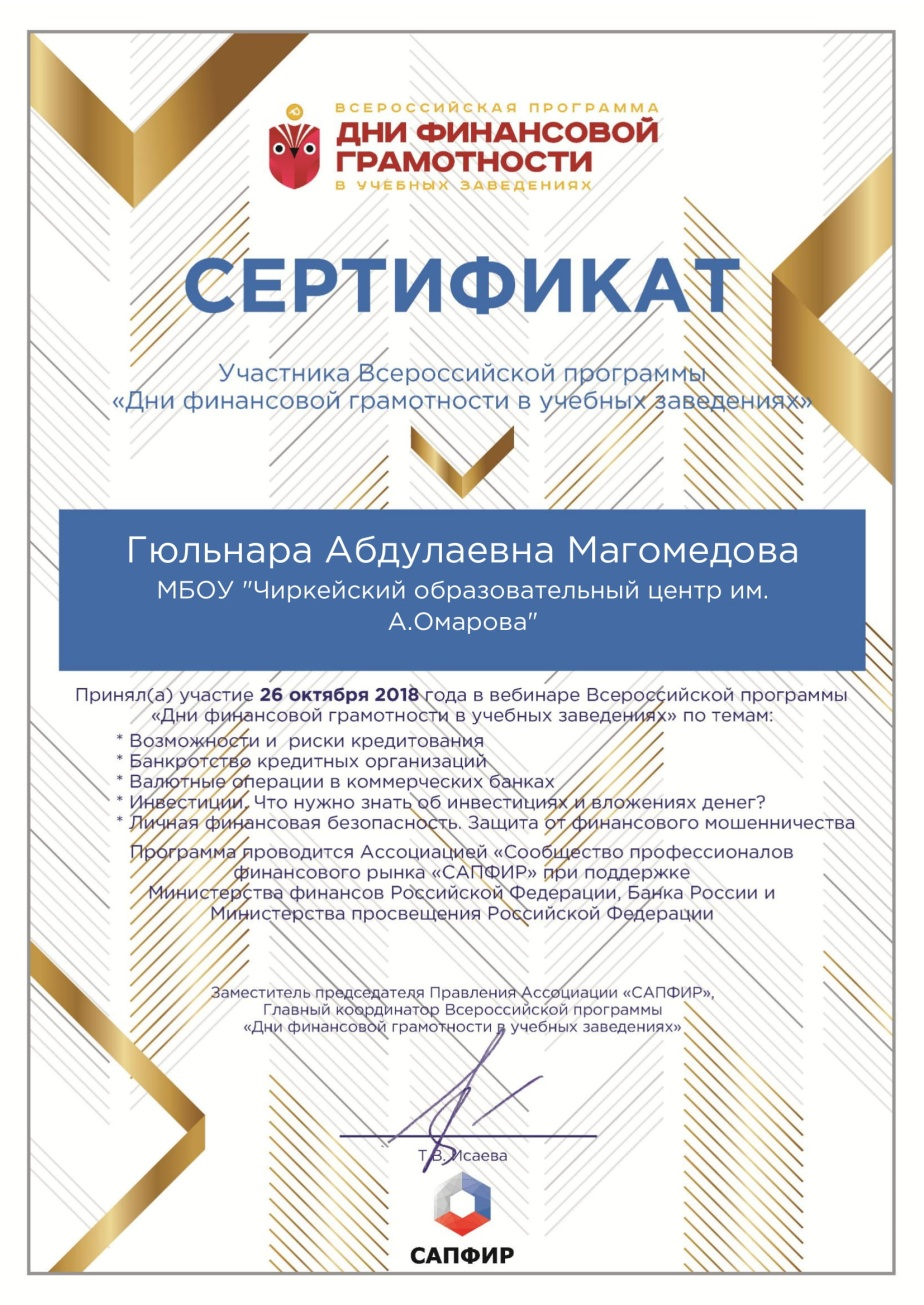 ВСЕРОССИЙСКАЯ ПРОГРАММА
ДНИ ФИНАНСОВОЙ
ГРАМОТНОСТИ
В УЧЕБНЫХ ЗАВЕДЕНИЯХ
СЕРТИФИКАТ
Участника Всероссийской программы
«Дни финансовой грамотности в учебных заведениях»
Гюльнара Абдулаевна Магомедова
МБОУ "Чиркейский образовательный центр им.
А.Омарова"
Принял(а) участие 26 октября 2018 года в вебинаре Всероссийской программы
«Дни финансовой грамотности в учебных заведениях» по темам:
* Возможности и риски кредитования
* Банкротство кредитных организаций
* Валютные операции в коммерческих банках
* Инвестиции. Что нужно знать об инвестициях и вложениях денег?
* Личная финансовая безопасность. Защита от финансового мошенничества
Программа проводится Ассоциацией «Сообщество профессионалов
финансового рынка «САПФИР» при поддержке
Министерства финансов Российской Федерации, Банка России и
Министерства просвещения Российской Федерации
Заместитель председателя Правления Ассоциации «САПФИР»,
Главный координатор Всероссийской программы
«Дни финансовой грамотности в учебных заведениях»
Т.В. Исаева
САПФИР